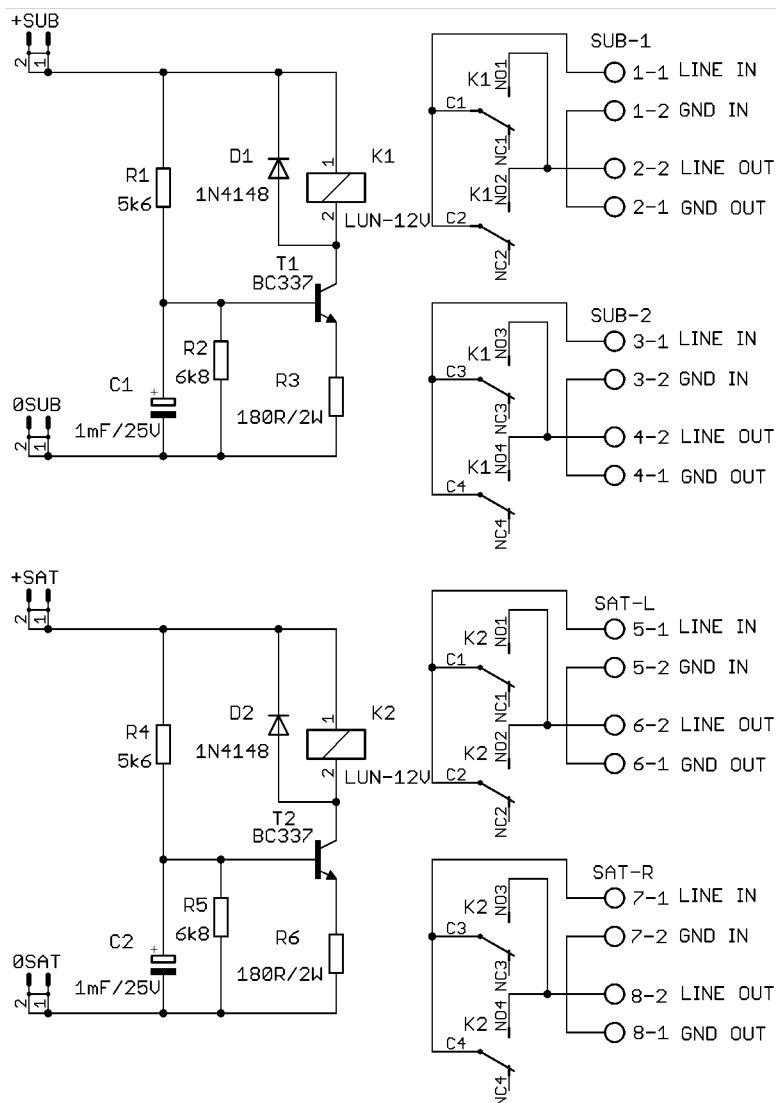 +SUB
2 1
R1
5k6
D1
1N4148
1
K1
2
LUN-12V
T1
BC337
R2
6k8
C1
+
1mF/25V
R3
180R/2W
0SUB
2 1
SUB-1
K1
NO1
C1
NC1
K1
NO2
C2
NC2
1-1 LINE IN
1-2 GND IN
2-2 LINE OUT
2-1 GND OUT
SUB-2
K1
NO3
C3
NC3
K1
NO4
C4
NC4
3-1 LINE IN
3-2 GND IN
4-2 LINE OUT
4-1 GND OUT
+SAT
2 1
R4
5k6
D2
1N4148
1
K2
2
LUN-12V
T2
BC337
R5
6k8
C2
+
1mF/25V
R6
180R/2W
0SAT
2 1
SAT-L
K2
NO1
C1
NC1
K2
NO2
C2
NC2
5-1 LINE IN
5-2 GND IN
6-2 LINE OUT
6-1 GND OUT
SAT-R
K2
NO3
C3
NC3
K2
NO4
C4
NC4
7-1 LINE IN
7-2 GND IN
8-2 LINE OUT
8-1 GND OUT